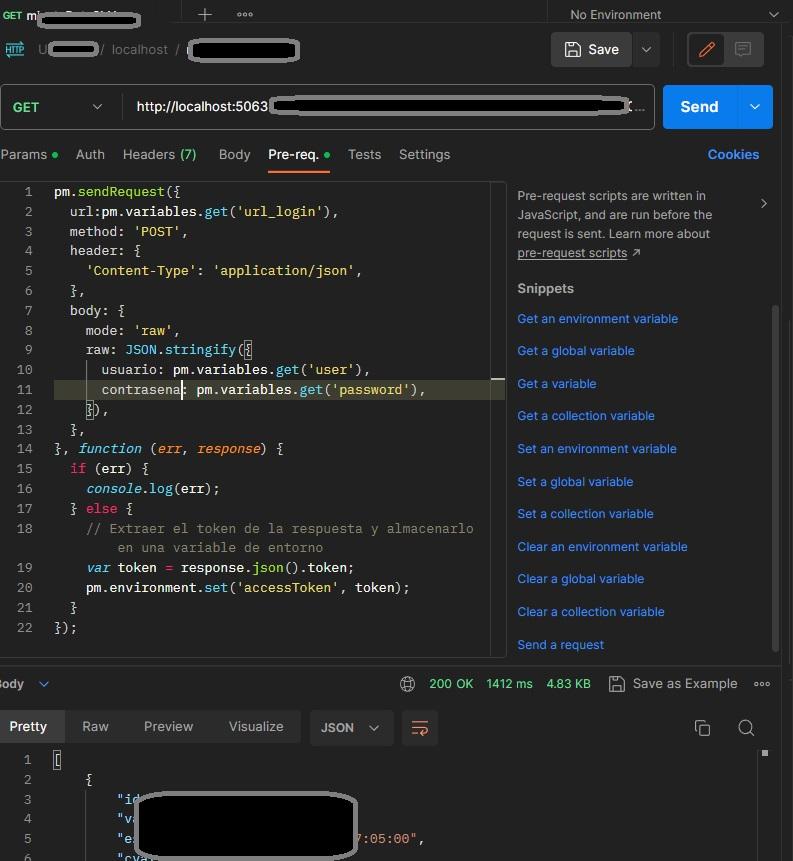 GET
No Environment
HTTP U / localhost /
Save
GET http://localhost:5063 ...
Send
Params Auth Headers (7) Body Pre-req. Tests Settings Cookies
1 pm.sendRequest({
2 url:pm.variables.get('url_login'),
3 method: 'POST',
4 header: {
5 'Content-Type': 'application/json',
6 },
7 body: {
8 mode: 'raw',
9 raw: JSON.stringify({
10 usuario: pm.variables.get('user'),
11 contrasena: pm.variables.get('password'),
12 }),
13 },
14 }, function (err, response) {
15 if (err) {
16 console.log(err);
17 } else {
18 // Extraer el token de la respuesta y almacenarlo
en una variable de entorno
19 var token = response.json().token;
20 pm.environment.set('accessToken', token);
21 }
22 });
Pre-request scripts are written in
JavaScript, and are run before the
request is sent. Learn more about
pre-request scripts ↗
Snippets
Get an environment variable
Get a global variable
Get a variable
Get a collection variable
Set an environment variable
Set a global variable
Set a collection variable
Clear an environment variable
Clear a global variable
Clear a collection variable
Send a request
Body 200 OK 1412 ms 4.83 KB Save as Example
Pretty Raw Preview Visualize JSON
1 [
2 {
3 "id
4 "va
5 "es 7:05:00",
6